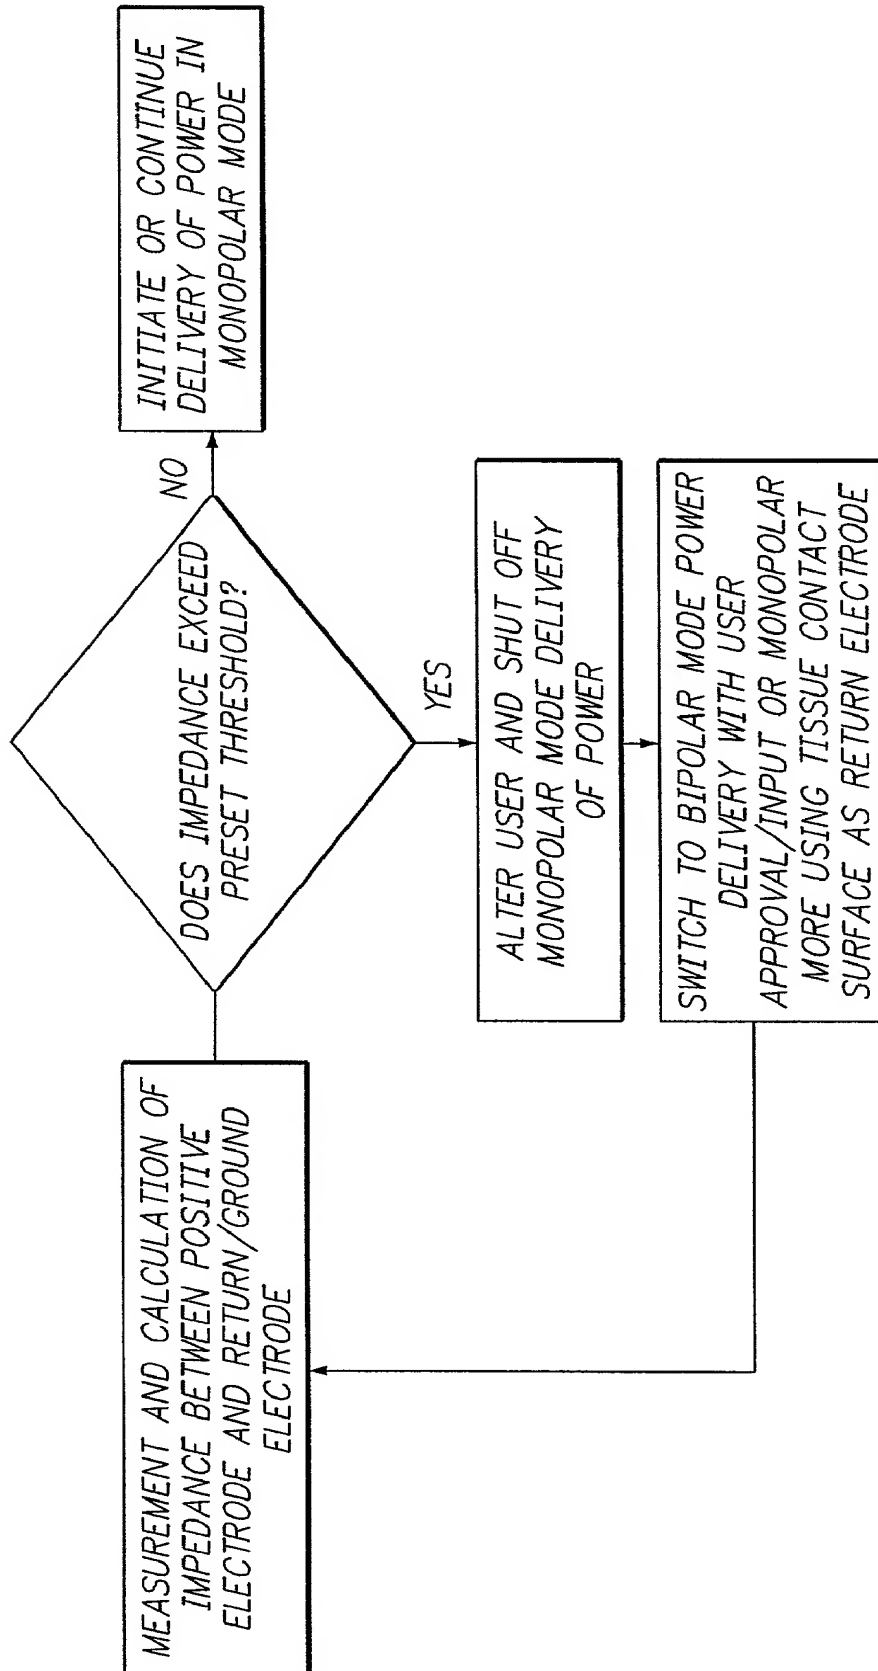 MEASUREMENT AND CALCULATION OF
IMPEDANCE BETWEEN POSITIVE
ELECTRODE AND RETURN/GROUND
ELECTRODE
DOES IMPEDANCE EXCEED
PRESET THRESHOLD?
NO
INITIATE OR CONTINUE
DELIVERY OF POWER IN
MONOPOLAR MODE
YES
ALTER USER AND SHUT OFF
MONOPOLAR MODE DELIVERY
OF POWER
SWITCH TO BIPOLAR MODE POWER
DELIVERY WITH USER
APPROVAL/INPUT OR MONOPOLAR
MORE USING TISSUE CONTACT
SURFACE AS RETURN ELECTRODE